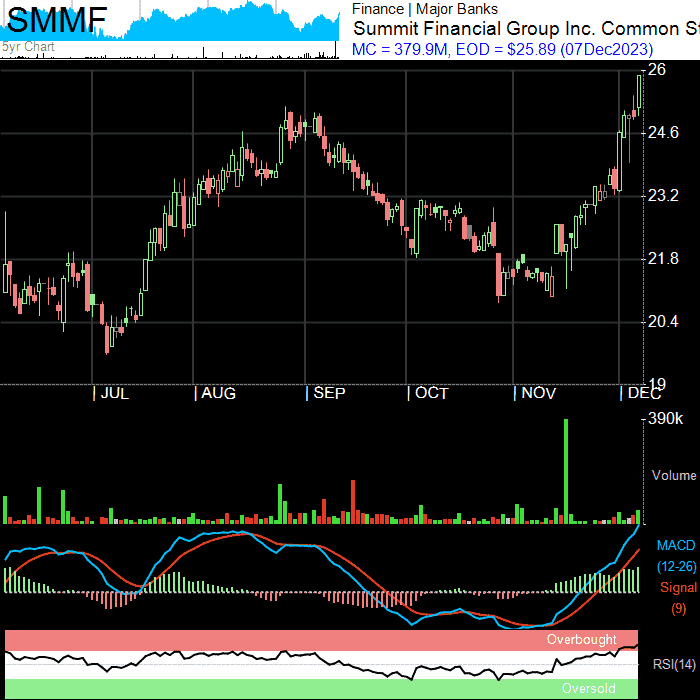 SMMF
5yr Chart
Finance | Major Banks
Summit Financial Group Inc. Common St
MC = 379.9M, EOD = $25.89 (07Dec2023)
26
24.6
23.2
21.8
20.4
19
JUL AUG SEP OCT NOV DEC
390k
Volume
MACD
(12-26)
Signal
(9)
Overbought
RSI(14)
Oversold